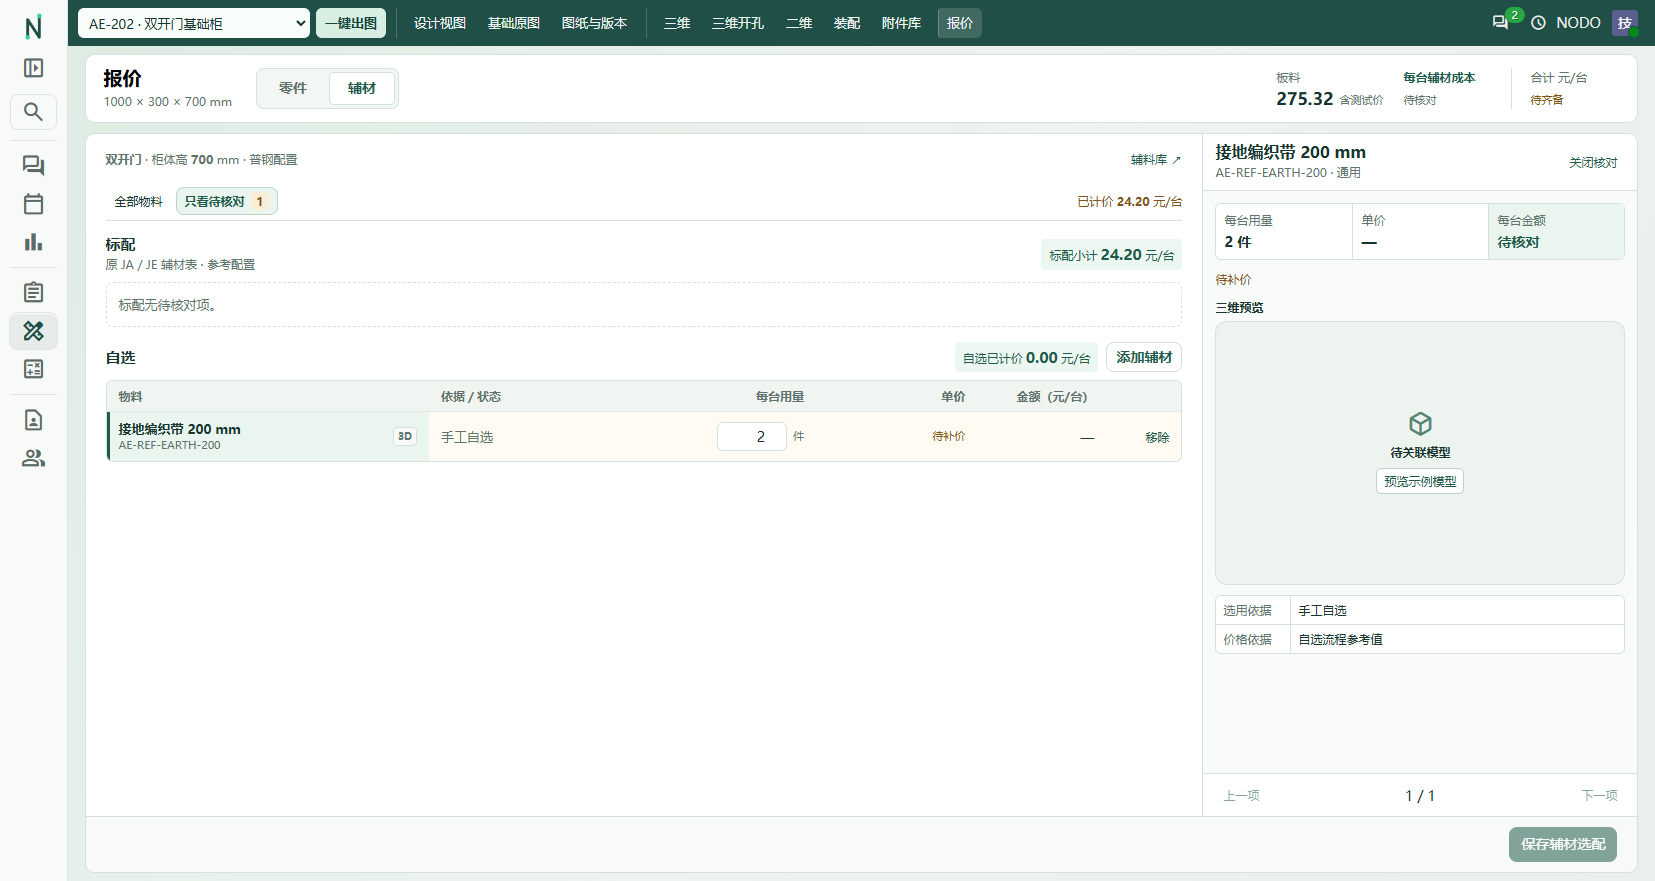 AE-202 · 双开门基础柜
一键出图
设计视图
基础原图
图纸与版本
三维
三维开孔
二维
装配
附件库
报价
2
NODO
技
报价
1000 × 300 × 700 mm
零件
辅材
板料
275.32 含测试价
每台辅材成本
待核对
合计 元/台
待齐备
双开门 · 柜体高 700 mm · 普钢配置
辅料库 ↗
全部物料
只看待核对 1
已计价 24.20 元/台
标配
原 JA / JE 辅材表 · 参考配置
标配小计 24.20 元/台
标配无待核对项。
自选
自选已计价 0.00 元/台
添加辅材
物料
依据 / 状态
每台用量
单价
金额（元/台）
接地编织带 200 mm
AE-REF-EARTH-200
3D
手工自选
2 件
待补价
—
移除
接地编织带 200 mm
AE-REF-EARTH-200 · 通用
关闭核对
每台用量
2 件
单价
—
每台金额
待核对
待补价
三维预览
待关联模型
预览示例模型
选用依据
手工自选
价格依据
自选流程参考值
上一项
1 / 1
下一项
保存辅材选配